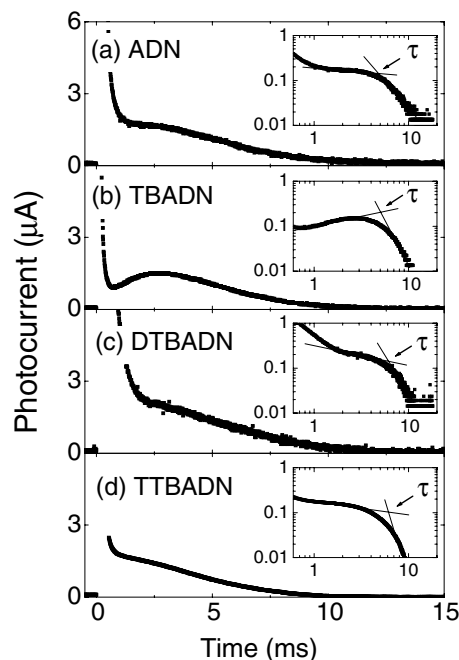 Photocurrent (μA)
6
3
0
(a) ADN
1
0.1
0.01
1 10
τ
3
0
(b) TBADN
1
0.1
0.01
1 10
τ
3
0
(c) DTBADN
1
0.1
0.01
1 10
τ
3
0
(d) TTBADN
1
0.1
0.01
1 10
τ
0 5 10 15
Time (ms)